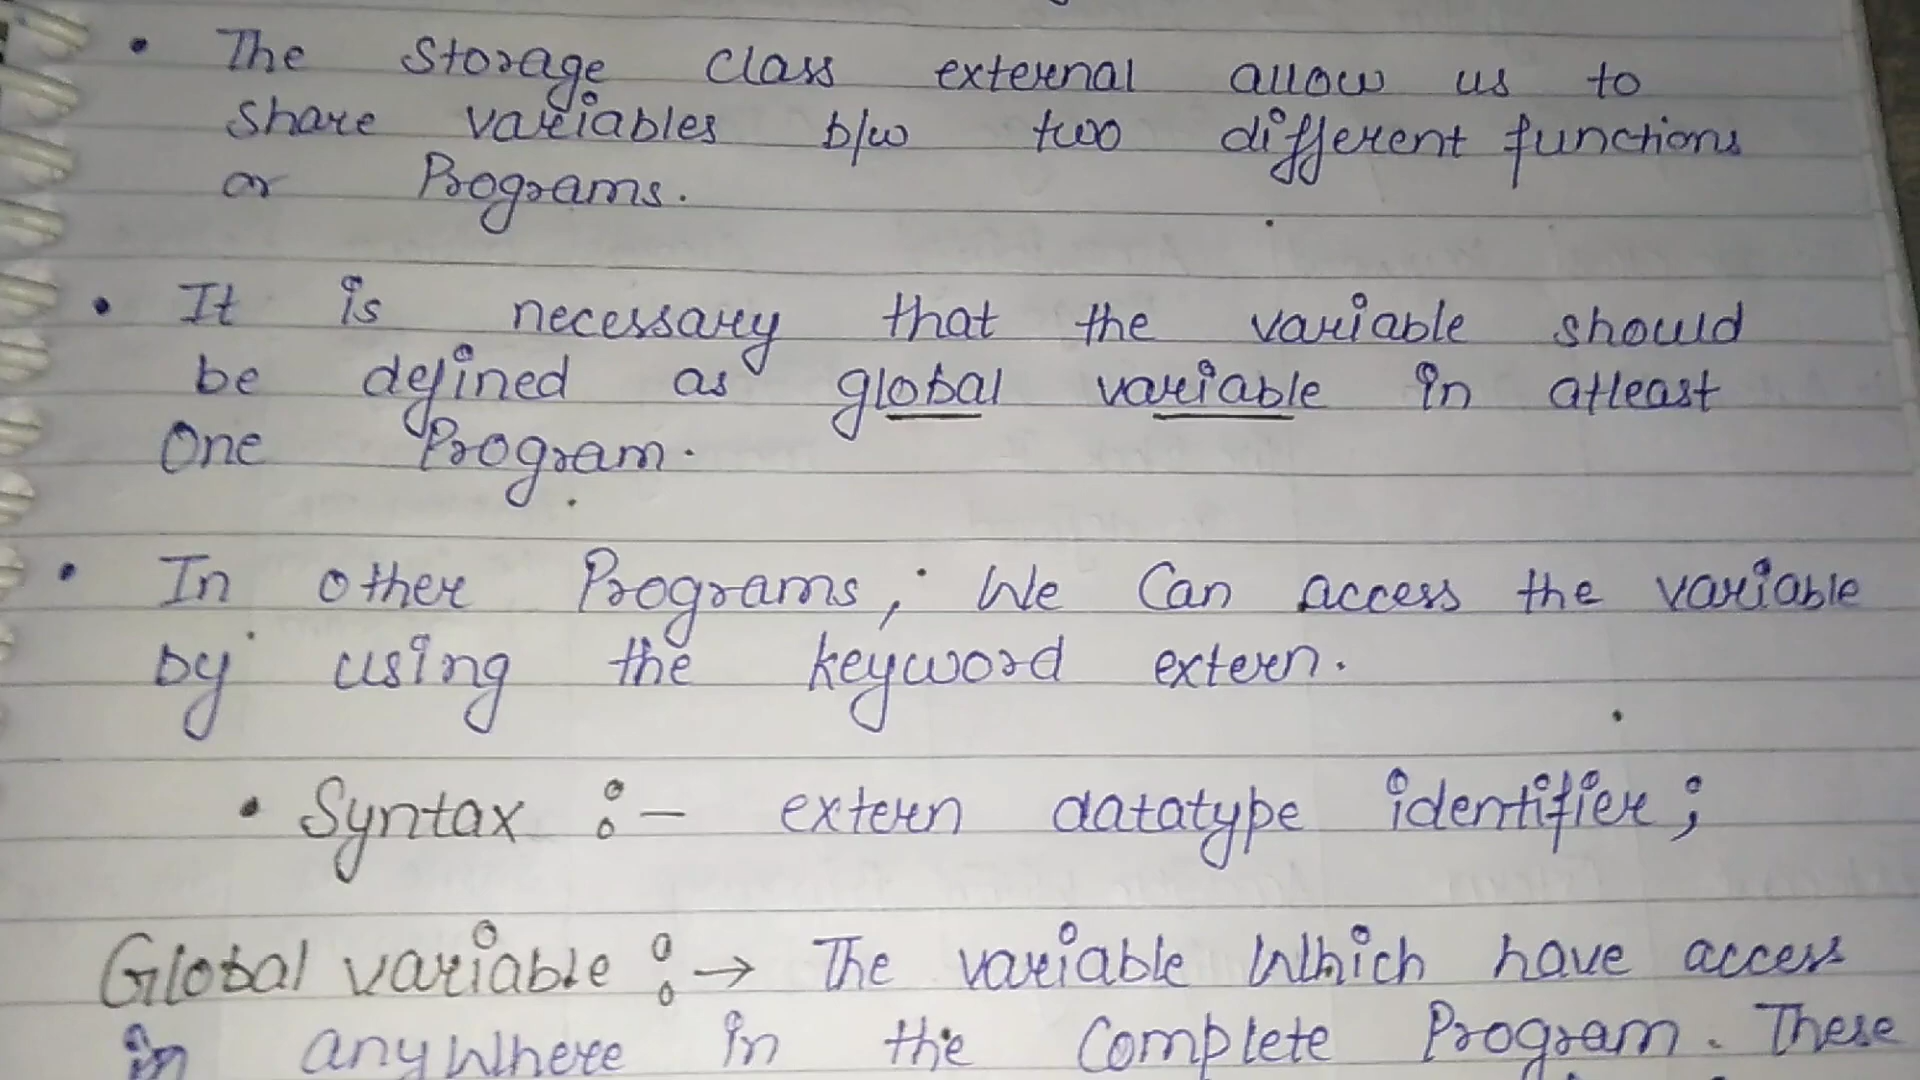 • The Storage class external allow us to
share variables b/w two different functions
or Programs.
• It is necessary that the variable should
be defined as global variable in atleast
One Program.
• In other Programs, We Can access the variable
by using the keyword extern.
• Syntax :- extern datatype identifier;
Global variable :→ The variable Which have access
in anywhere in the Complete Program. These